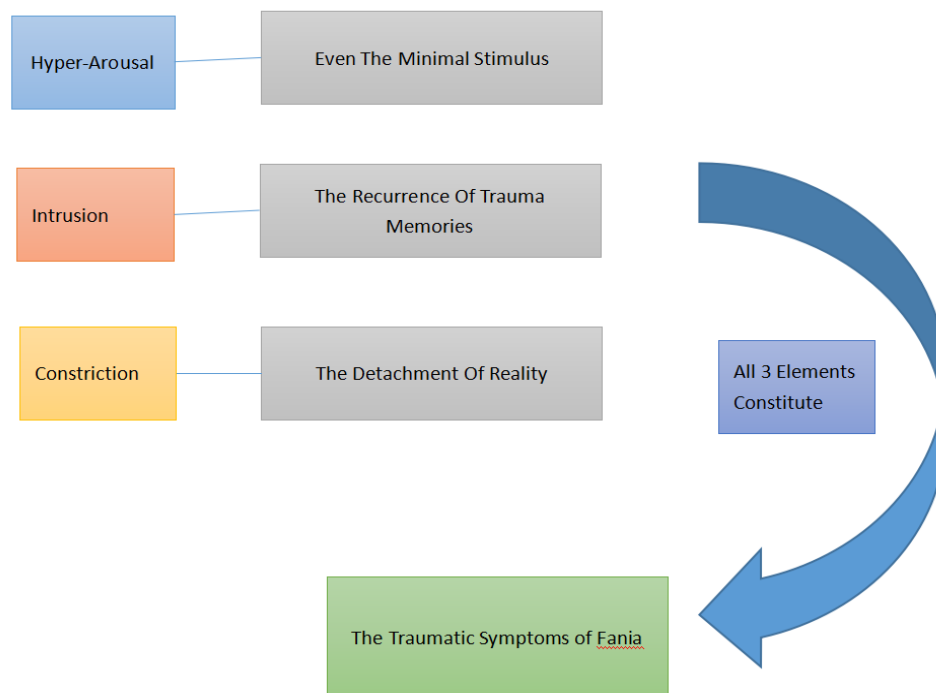 Hyper-Arousal
Even The Minimal Stimulus
Intrusion
The Recurrence Of Trauma
Memories
Constriction
The Detachment Of Reality
All 3 Elements
Constitute
The Traumatic Symptoms of Fania